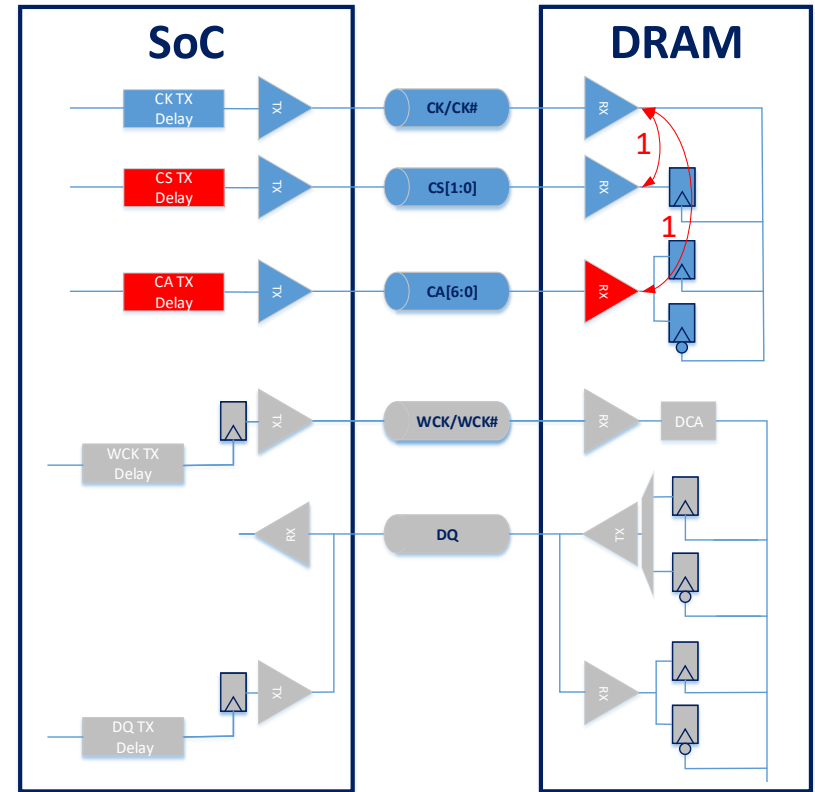 SoC
DRAM
CK TX
Delay
TX
CK/CK#
RX
1
CS TX
Delay
TX
CS[1:0]
RX
1
CA TX
Delay
TX
CA[6:0]
RX
WCK TX
Delay
TX
WCK/WCK#
RX
DCA
RX
DQ
TX
DQ TX
Delay
TX
RX